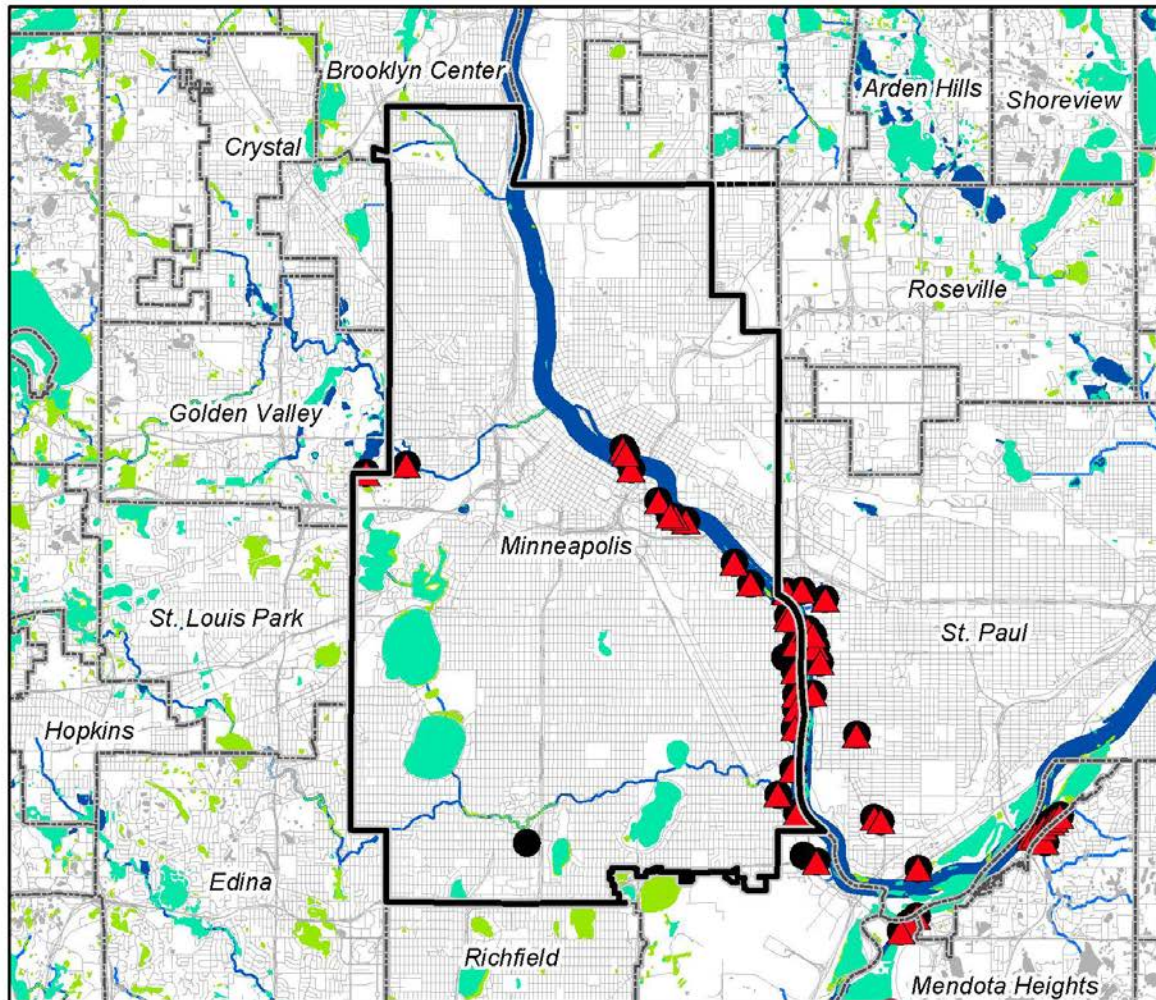 Brooklyn Center
Arden Hills
Shoreview
Crystal
Roseville
Golden Valley
Minneapolis
St. Louis Park
St. Paul
Hopkins
Edina
Richfield
Mendota Heights